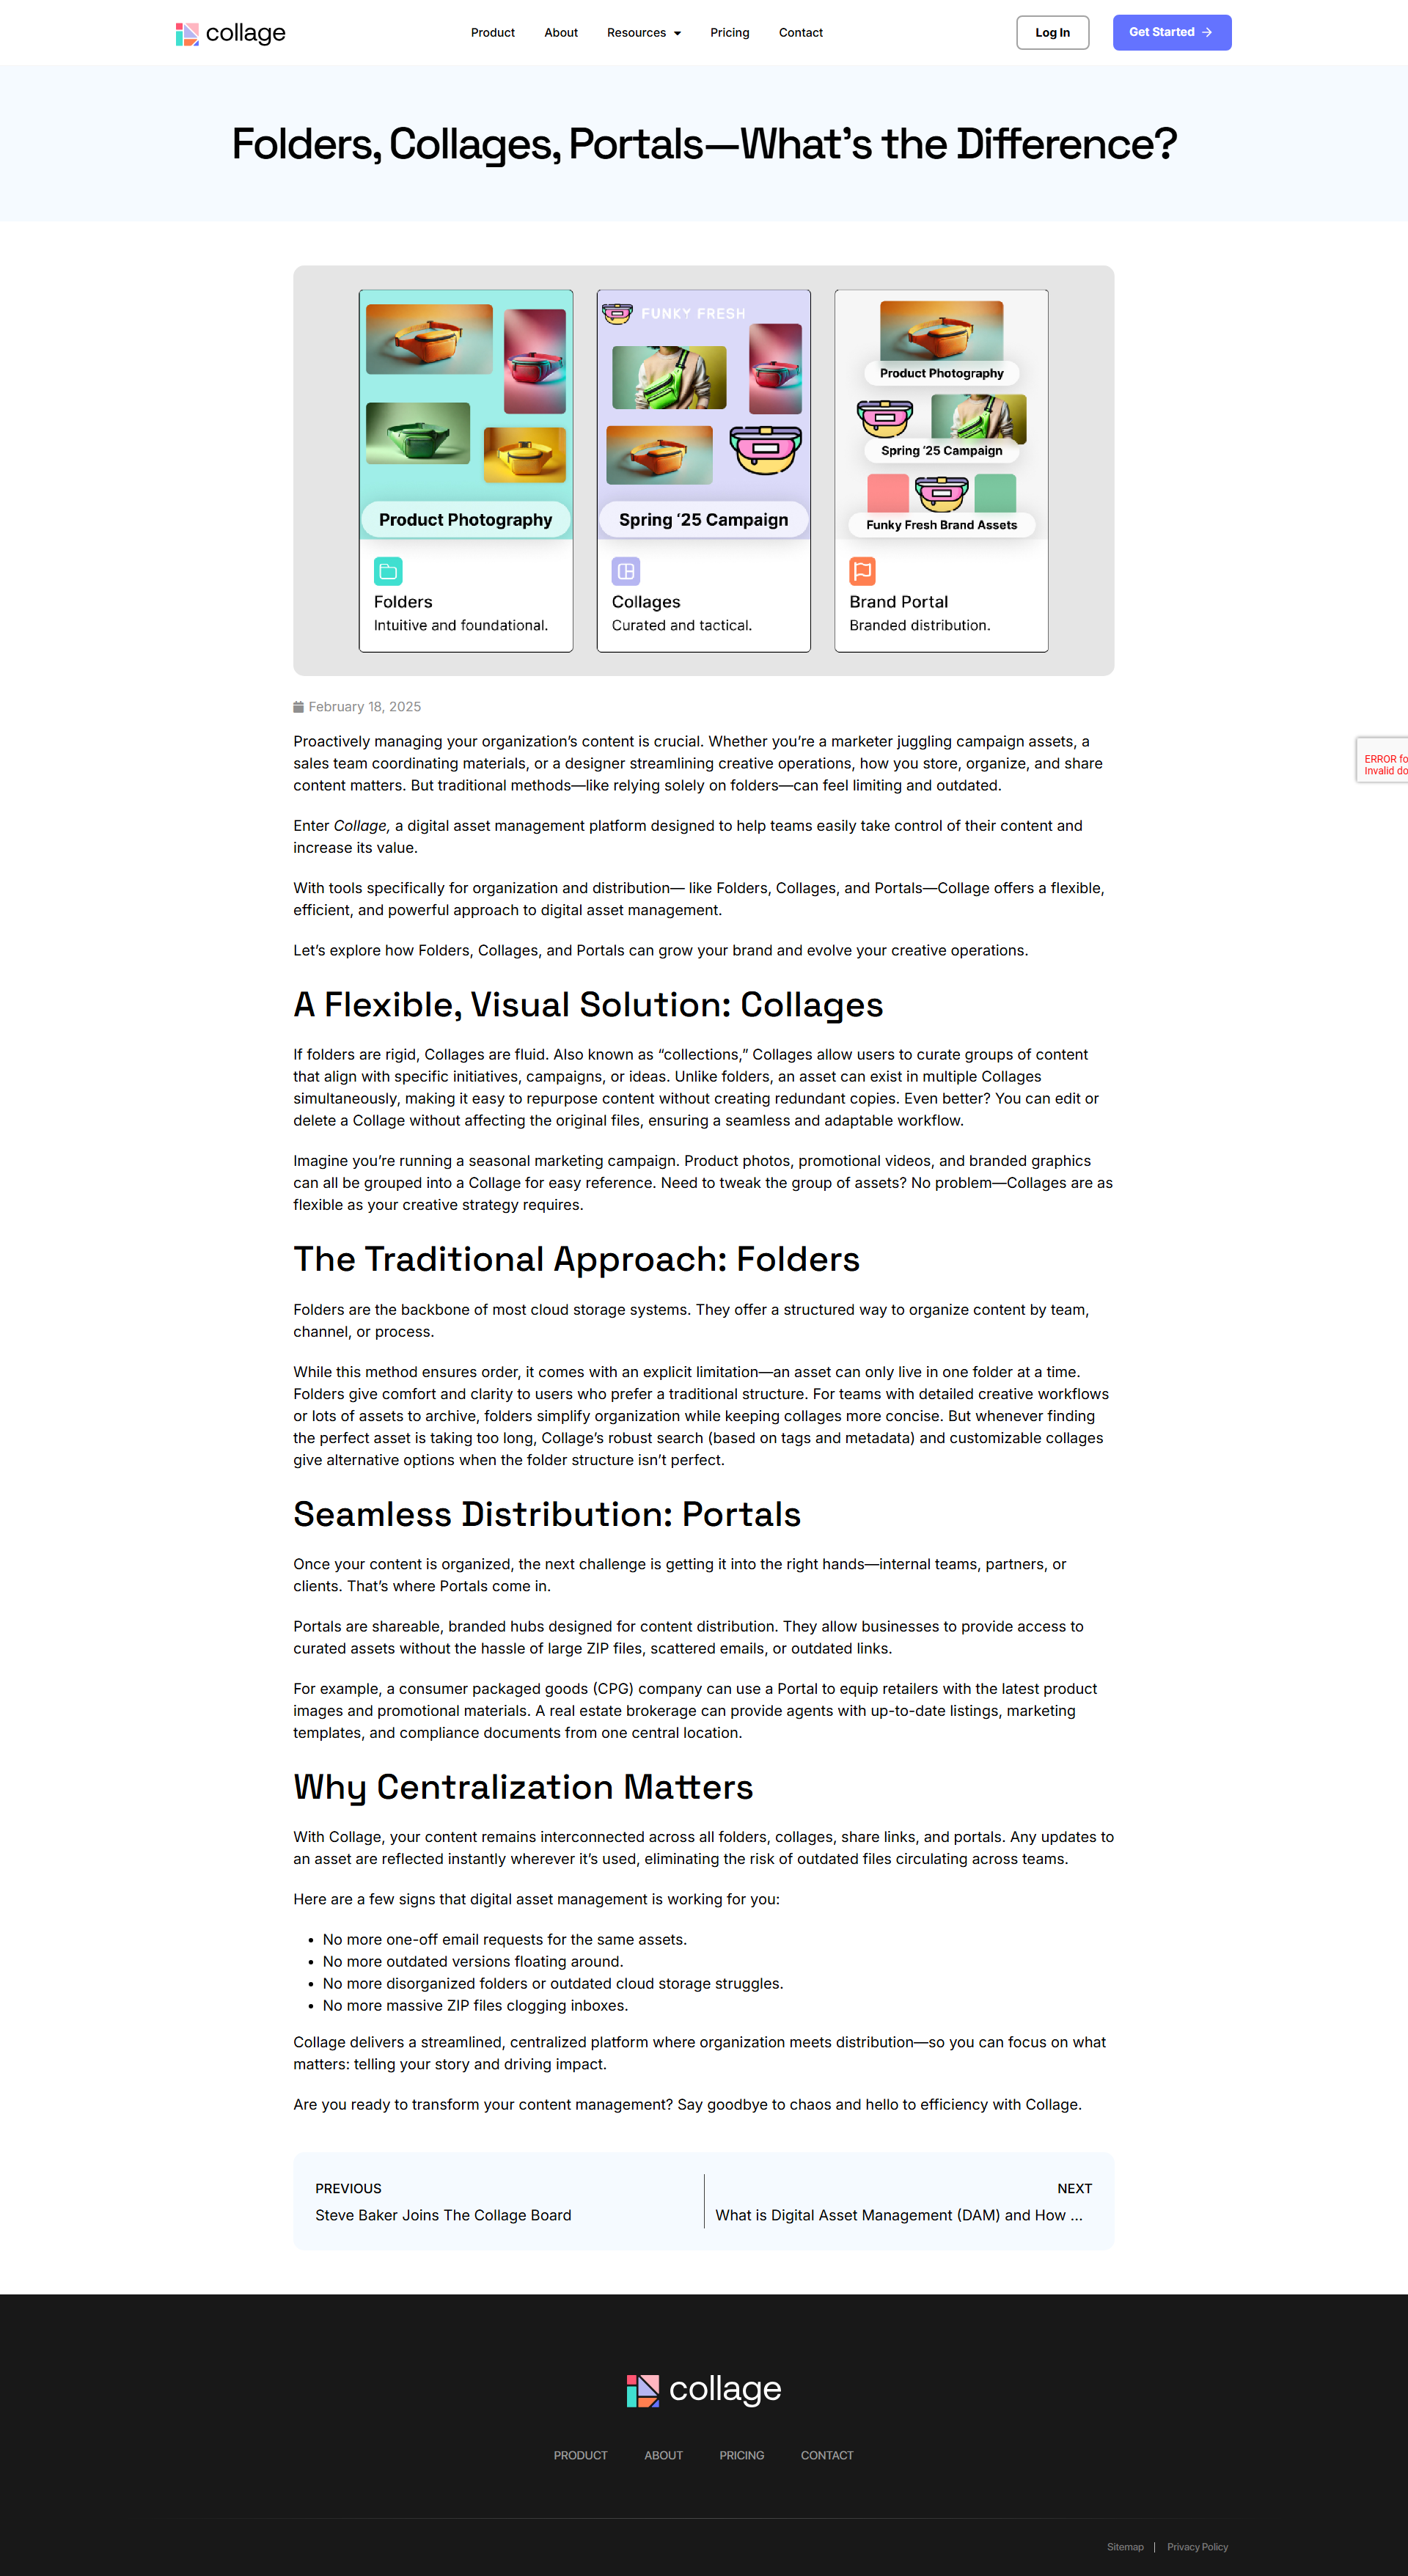 collage
Product
About
Resources
Pricing
Contact
Log In
Get Started
Folders, Collages, Portals—What’s the Difference?
Product Photography
Folders
Intuitive and foundational.
FUNKY FRESH
Spring ‘25 Campaign
Collages
Curated and tactical.
Product Photography
Spring ‘25 Campaign
Funky Fresh Brand Assets
Brand Portal
Branded distribution.
February 18, 2025
Proactively managing your organization’s content is crucial. Whether you’re a marketer juggling campaign assets, a
sales team coordinating materials, or a designer streamlining creative operations, how you store, organize, and share
content matters. But traditional methods—like relying solely on folders—can feel limiting and outdated.
ERROR fo
Invalid do
Enter Collage, a digital asset management platform designed to help teams easily take control of their content and
increase its value.
With tools specifically for organization and distribution— like Folders, Collages, and Portals—Collage offers a flexible,
efficient, and powerful approach to digital asset management.
Let’s explore how Folders, Collages, and Portals can grow your brand and evolve your creative operations.
A Flexible, Visual Solution: Collages
If folders are rigid, Collages are fluid. Also known as “collections,” Collages allow users to curate groups of content
that align with specific initiatives, campaigns, or ideas. Unlike folders, an asset can exist in multiple Collages
simultaneously, making it easy to repurpose content without creating redundant copies. Even better? You can edit or
delete a Collage without affecting the original files, ensuring a seamless and adaptable workflow.
Imagine you’re running a seasonal marketing campaign. Product photos, promotional videos, and branded graphics
can all be grouped into a Collage for easy reference. Need to tweak the group of assets? No problem—Collages are as
flexible as your creative strategy requires.
The Traditional Approach: Folders
Folders are the backbone of most cloud storage systems. They offer a structured way to organize content by team,
channel, or process.
While this method ensures order, it comes with an explicit limitation—an asset can only live in one folder at a time.
Folders give comfort and clarity to users who prefer a traditional structure. For teams with detailed creative workflows
or lots of assets to archive, folders simplify organization while keeping collages more concise. But whenever finding
the perfect asset is taking too long, Collage’s robust search (based on tags and metadata) and customizable collages
give alternative options when the folder structure isn’t perfect.
Seamless Distribution: Portals
Once your content is organized, the next challenge is getting it into the right hands—internal teams, partners, or
clients. That’s where Portals come in.
Portals are shareable, branded hubs designed for content distribution. They allow businesses to provide access to
curated assets without the hassle of large ZIP files, scattered emails, or outdated links.
For example, a consumer packaged goods (CPG) company can use a Portal to equip retailers with the latest product
images and promotional materials. A real estate brokerage can provide agents with up-to-date listings, marketing
templates, and compliance documents from one central location.
Why Centralization Matters
With Collage, your content remains interconnected across all folders, collages, share links, and portals. Any updates to
an asset are reflected instantly wherever it’s used, eliminating the risk of outdated files circulating across teams.
Here are a few signs that digital asset management is working for you:
• No more one-off email requests for the same assets.
• No more outdated versions floating around.
• No more disorganized folders or outdated cloud storage struggles.
• No more massive ZIP files clogging inboxes.
Collage delivers a streamlined, centralized platform where organization meets distribution—so you can focus on what
matters: telling your story and driving impact.
Are you ready to transform your content management? Say goodbye to chaos and hello to efficiency with Collage.
PREVIOUS
Steve Baker Joins The Collage Board
NEXT
What is Digital Asset Management (DAM) and How ...
collage
PRODUCT
ABOUT
PRICING
CONTACT
Sitemap | Privacy Policy